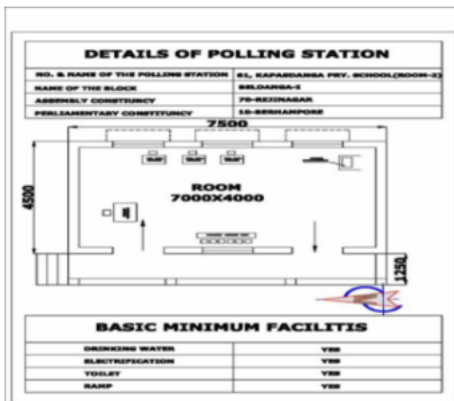 DETAILS OF POLLING STATION
NO. & NAME OF THE POLLING STATION 61, KAPASDANGA PRY. SCHOOL(ROOM-2)
NAME OF THE BLOCK BELDANGA-I
ASSEMBLY CONSTIUNCY 70-REJINAGAR
PERLIAMENTARY CONSTITUNCY 10-BERHAMPORE
7500
4500
ROOM
7000X4000
1250
BASIC MINIMUM FACILITIS
DRINKING WATER YES
ELECTRIFICATION YES
TOILET YES
RAMP YES